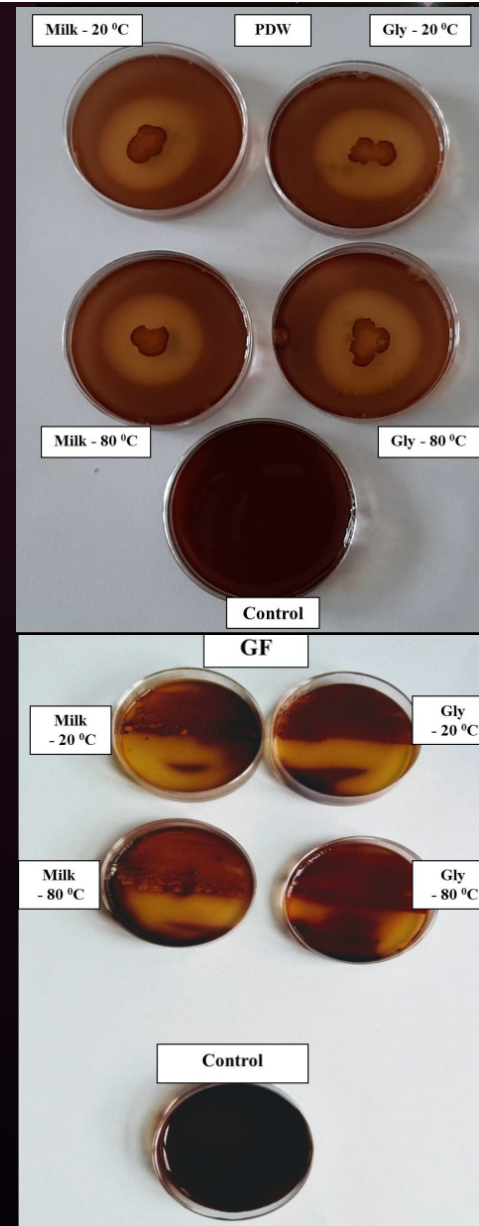 Milk - 20 ⁰C
PDW
Gly - 20 ⁰C
Milk - 80 ⁰C
Gly - 80 ⁰C
Control
GF
Milk
- 20 ⁰C
Gly
- 20 ⁰C
Milk
- 80 ⁰C
Gly
- 80 ⁰C
Control